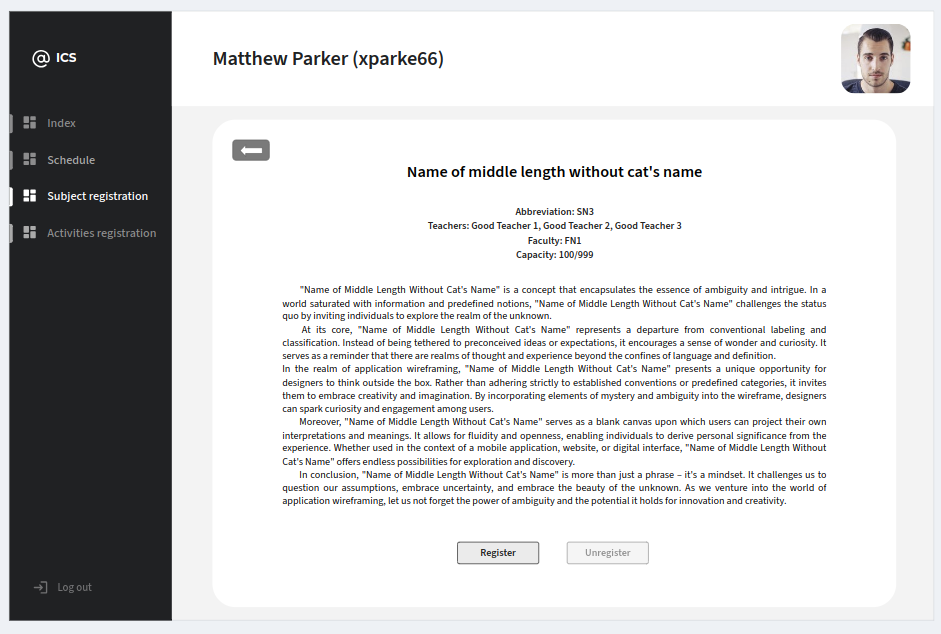 @ ICS
Matthew Parker (xparke66)
Index
Schedule
Subject registration
Activities registration
Log out
Name of middle length without cat's name
Abbreviation: SN3
Teachers: Good Teacher 1, Good Teacher 2, Good Teacher 3
Faculty: FN1
Capacity: 100/999
"Name of Middle Length Without Cat's Name" is a concept that encapsulates the essence of ambiguity and intrigue. In a
world saturated with information and predefined notions, "Name of Middle Length Without Cat's Name" challenges the status
quo by inviting individuals to explore the realm of the unknown.
At its core, "Name of Middle Length Without Cat's Name" represents a departure from conventional labeling and
classification. Instead of being tethered to preconceived ideas or expectations, it encourages a sense of wonder and curiosity. It
serves as a reminder that there are realms of thought and experience beyond the confines of language and definition.
In the realm of application wireframing, "Name of Middle Length Without Cat's Name" presents a unique opportunity for
designers to think outside the box. Rather than adhering strictly to established conventions or predefined categories, it invites
them to embrace creativity and imagination. By incorporating elements of mystery and ambiguity into the wireframe, designers
can spark curiosity and engagement among users.
Moreover, "Name of Middle Length Without Cat's Name" serves as a blank canvas upon which users can project their own
interpretations and meanings. It allows for fluidity and openness, enabling individuals to derive personal significance from the
experience. Whether used in the context of a mobile application, website, or digital interface, "Name of Middle Length Without
Cat's Name" offers endless possibilities for exploration and discovery.
In conclusion, "Name of Middle Length Without Cat's Name" is more than just a phrase – it's a mindset. It challenges us to
question our assumptions, embrace uncertainty, and embrace the beauty of the unknown. As we venture into the world of
application wireframing, let us not forget the power of ambiguity and the potential it holds for innovation and creativity.
Register
Unregister